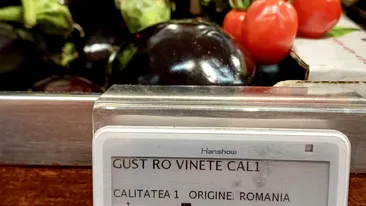 Hanshow
GUST RO VINETE CAL1
CALITATEA 1 ORIGINE: ROMANIA